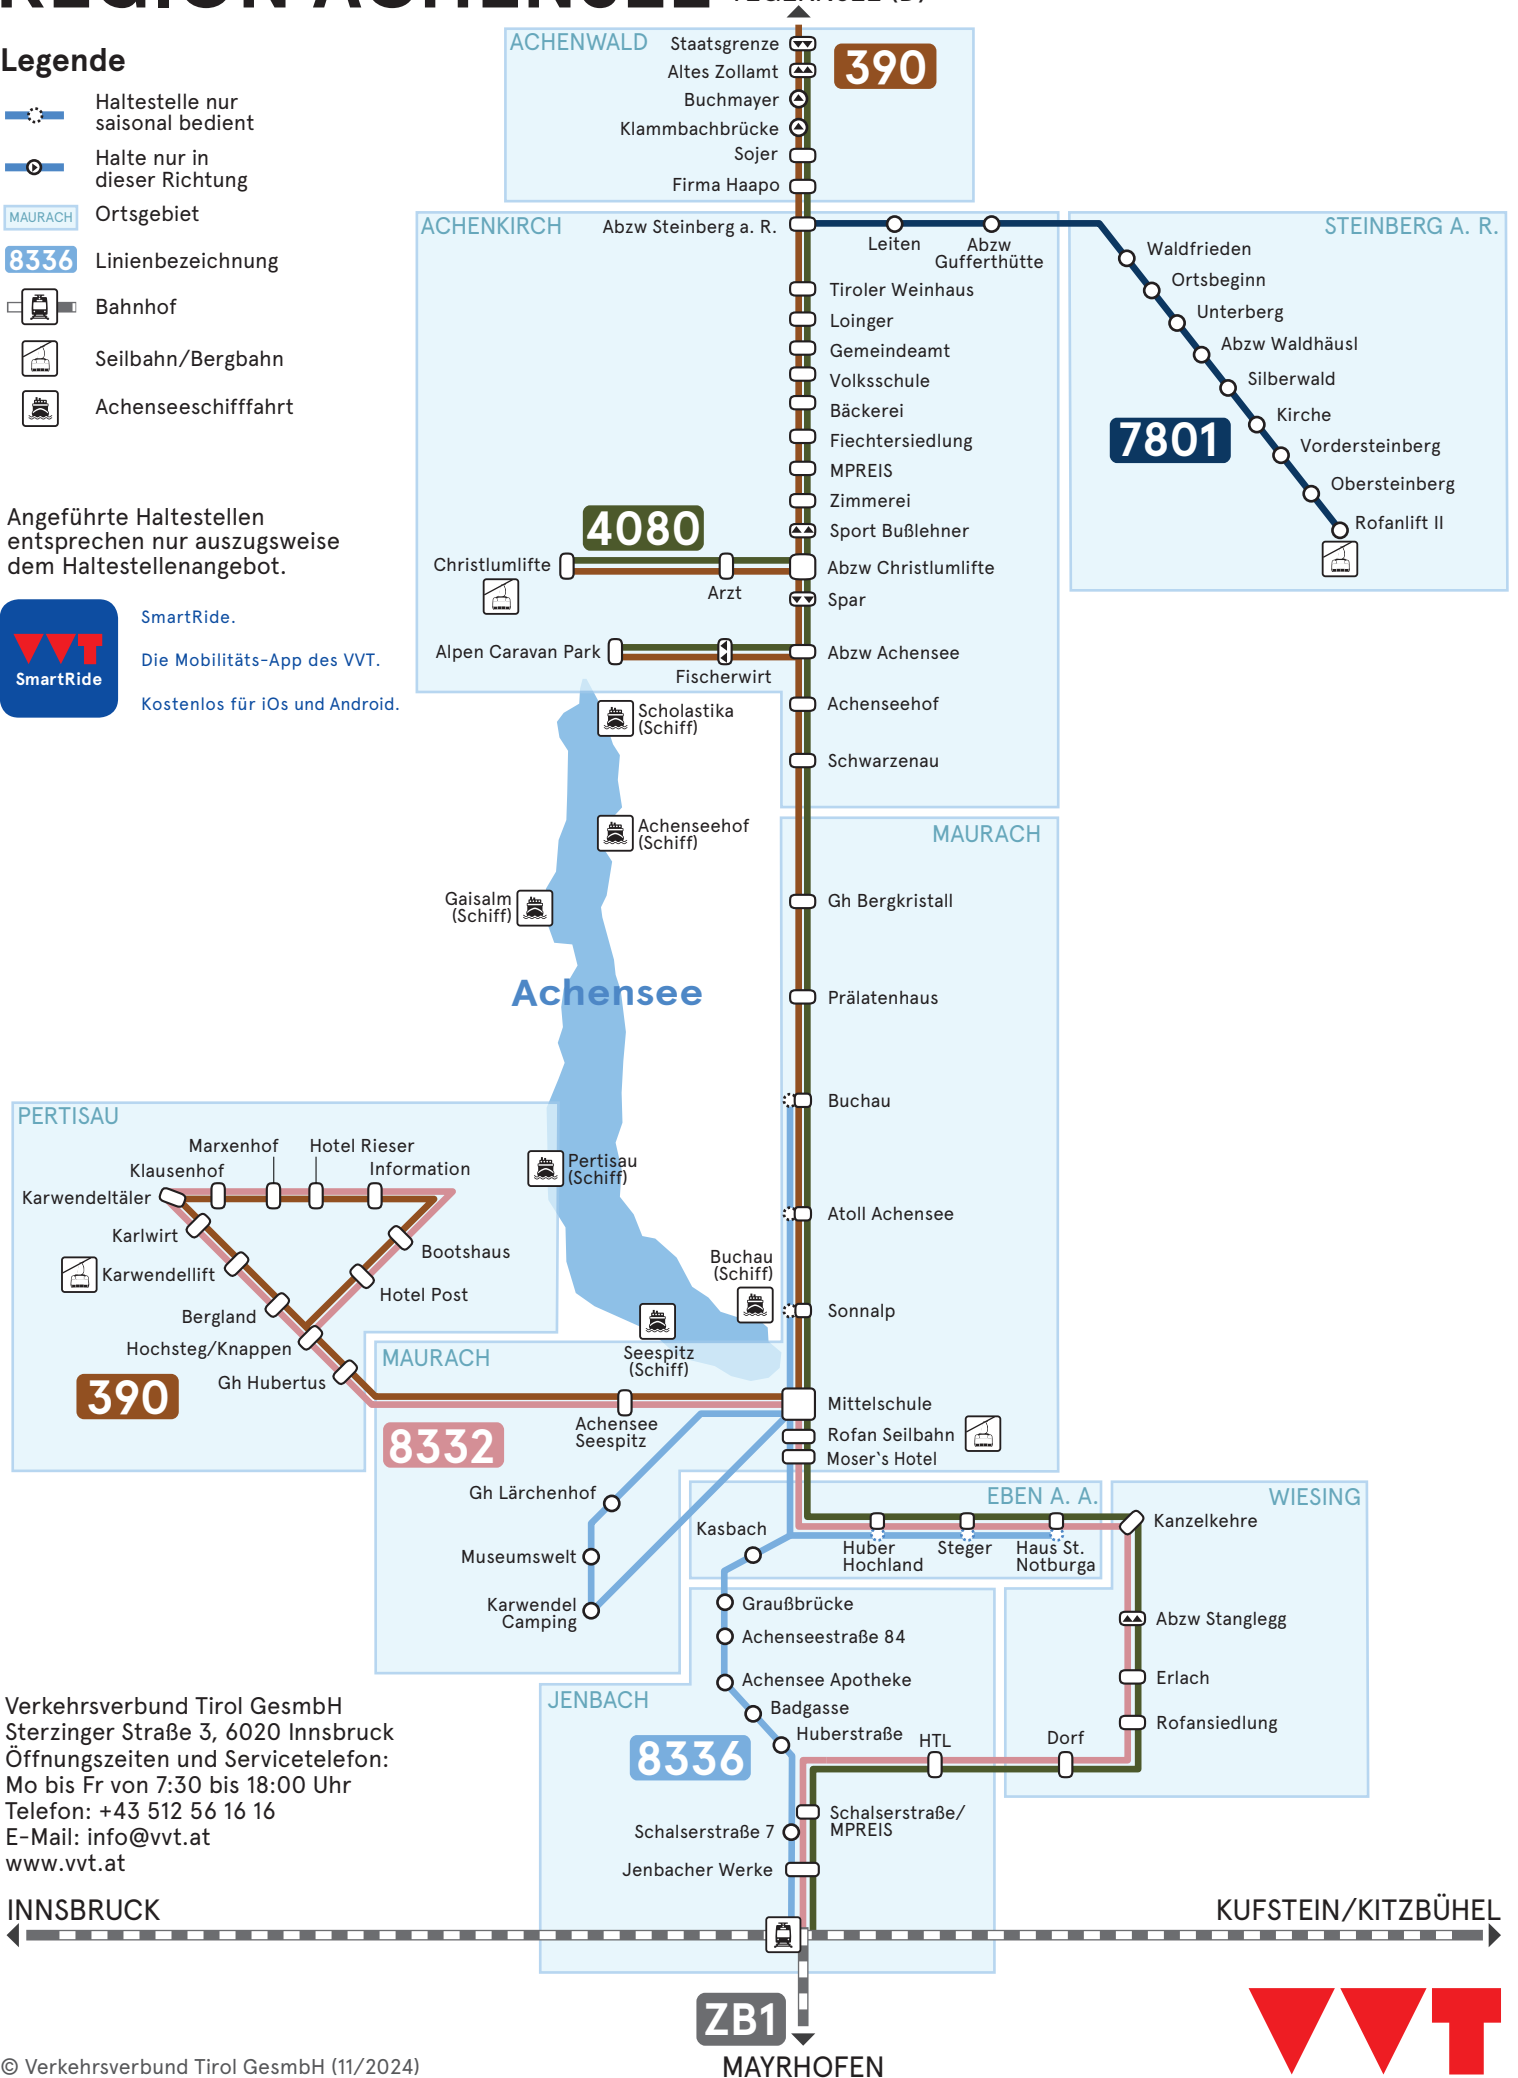 REGION ACHENSEE
TEGERNSEE (D)
Legende
Haltestelle nur
saisonal bedient
Halte nur in
dieser Richtung
MAURACH
Ortsgebiet
8336
Linienbezeichnung
Bahnhof
Seilbahn/Bergbahn
Achenseeschifffahrt
Angeführte Haltestellen
entsprechen nur auszugsweise
dem Haltestellenangebot.
VVT
SmartRide
SmartRide.
Die Mobilitäts-App des VVT.
Kostenlos für iOs und Android.
ACHENWALD
Staatsgrenze
390
Altes Zollamt
Buchmayer
Klammbachbrücke
Sojer
Firma Haapo
ACHENKIRCH
Abzw Steinberg a. R.
Leiten
Abzw
Gufferthütte
STEINBERG A. R.
Waldfrieden
Ortsbeginn
Unterberg
Abzw Waldhäusl
Silberwald
Kirche
7801
Vordersteinberg
Obersteinberg
Rofanlift II
Tiroler Weinhaus
Loinger
Gemeindeamt
Volksschule
Bäckerei
Fiechtersiedlung
MPREIS
Zimmerei
Sport Bußlehner
4080
Christlumlifte
Arzt
Abzw Christlumlifte
Spar
Alpen Caravan Park
Fischerwirt
Abzw Achensee
Achenseehof
Schwarzenau
Scholastika
(Schiff)
Achenseehof
(Schiff)
Gaisalm
(Schiff)
Achensee
MAURACH
Gh Bergkristall
Prälatenhaus
Buchau
Atoll Achensee
Sonnalp
Pertisau
(Schiff)
Buchau
(Schiff)
Seespitz
(Schiff)
PERTISAU
Marxenhof
Hotel Rieser
Klausenhof
Information
Karwendeltäler
Karlwirt
Bootshaus
Karwendellift
Hotel Post
Bergland
Hochsteg/Knappen
Gh Hubertus
390
MAURACH
8332
Achensee
Seespitz
Mittelschule
Rofan Seilbahn
Moser`s Hotel
Gh Lärchenhof
Museumswelt
Karwendel
Camping
EBEN A. A.
Kasbach
Huber
Hochland
Steger
Haus St.
Notburga
WIESING
Kanzelkehre
Abzw Stanglegg
Erlach
Rofansiedlung
Dorf
Graußbrücke
Achenseestraße 84
Achensee Apotheke
JENBACH
Badgasse
Huberstraße
8336
HTL
Schalserstraße/
MPREIS
Schalserstraße 7
Jenbacher Werke
Verkehrsverbund Tirol GesmbH
Sterzinger Straße 3, 6020 Innsbruck
Öffnungszeiten und Servicetelefon:
Mo bis Fr von 7:30 bis 18:00 Uhr
Telefon: +43 512 56 16 16
E-Mail: info@vvt.at
www.vvt.at
INNSBRUCK
KUFSTEIN/KITZBÜHEL
ZB1
MAYRHOFEN
VVT
© Verkehrsverbund Tirol GesmbH (11/2024)